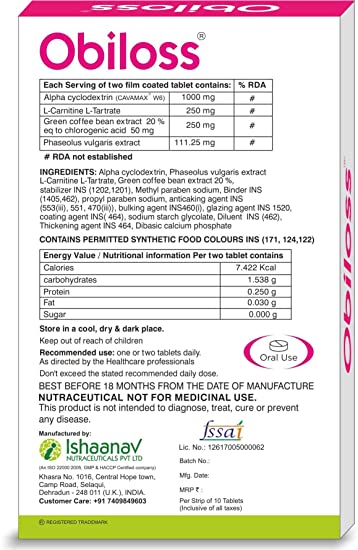 Obiloss®
Each Serving of two film coated tablet contains: % RDA
Alpha cyclodextrin (CAVAMAX® W6) 1000 mg #
L-Carnitine L-Tartrate 250 mg #
Green coffee bean extract 20 %
eq to chlorogenic acid 50 mg 250 mg #
Phaseolus vulgaris extract 111.25 mg #
# RDA not established
INGREDIENTS: Alpha cyclodextrin, Phaseolus vulgaris extract
L-Carnitine L-Tartrate, Green coffee bean extract 20 %,
stabilizer INS (1202,1201), Methyl paraben sodium, Binder INS
(1405,462), propyl paraben sodium, anticaking agent INS
(553(iii), 551, 470(iii)), bulking agent INS460(i), glazing agent INS 1520,
coating agent INS( 464), sodium starch glycolate, Diluent INS (462),
Thickening agent INS 464, Dibasic calcium phosphate
CONTAINS PERMITTED SYNTHETIC FOOD COLOURS INS (171, 124,122)
Energy Value / Nutritional information Per two tablet contains
Calories 7.422 Kcal
carbohydrates 1.538 g
Protein 0.250 g
Fat 0.030 g
Sugar 0.000 g
Store in a cool, dry & dark place.
Keep out of reach of children
Recommended use: one or two tablets daily.
As directed by the Healthcare professionals
Don't exceed the stated recommended daily dose.
Oral Use
BEST BEFORE 18 MONTHS FROM THE DATE OF MANUFACTURE
NUTRACEUTICAL NOT FOR MEDICINAL USE.
This product is not intended to diagnose, treat, cure or prevent
any disease.
Manufactured by:
Ishaanav
NUTRACEUTICALS PVT LTD
(An ISO 22000:2005, GMP & HACCP Certified company)
Khasra No. 1016, Central Hope town,
Camp Road, Selaqui,
Dehradun - 248 011 (U.K.), INDIA.
Customer Care: +91 7409849603
fssai
Lic. No.: 12617005000062
Batch No.:
Mfg. Date:
MRP ₹ :
Per Strip of 10 Tablets
(Inclusive of all taxes)
® REGISTERED TRADEMARK
Obiloss